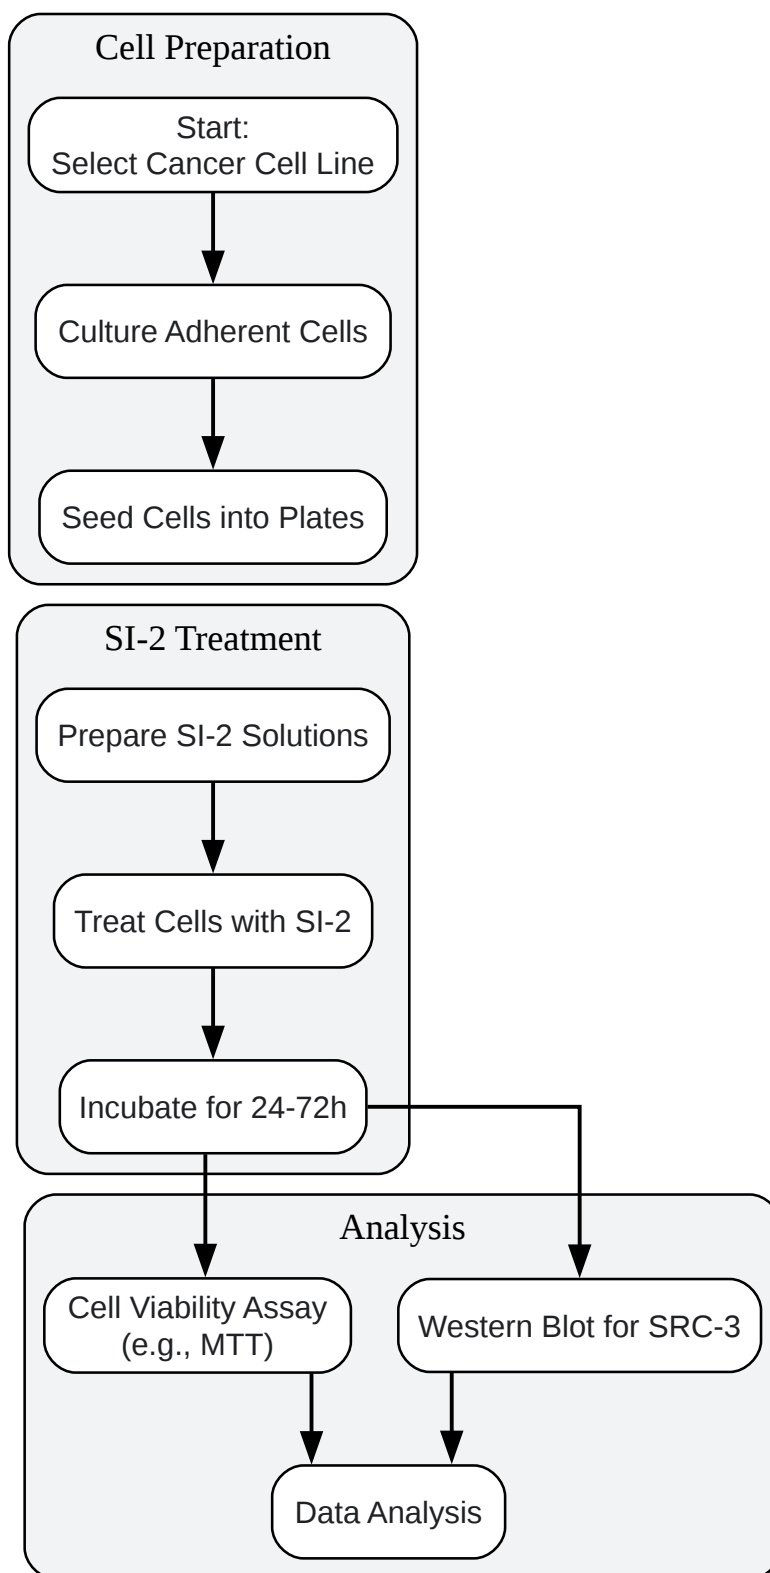 Cell Preparation
Start:
Select Cancer Cell Line
Culture Adherent Cells
Seed Cells into Plates
SI-2 Treatment
Prepare SI-2 Solutions
Treat Cells with SI-2
Incubate for 24-72h
Analysis
Cell Viability Assay
(e.g., MTT)
Western Blot for SRC-3
Data Analysis